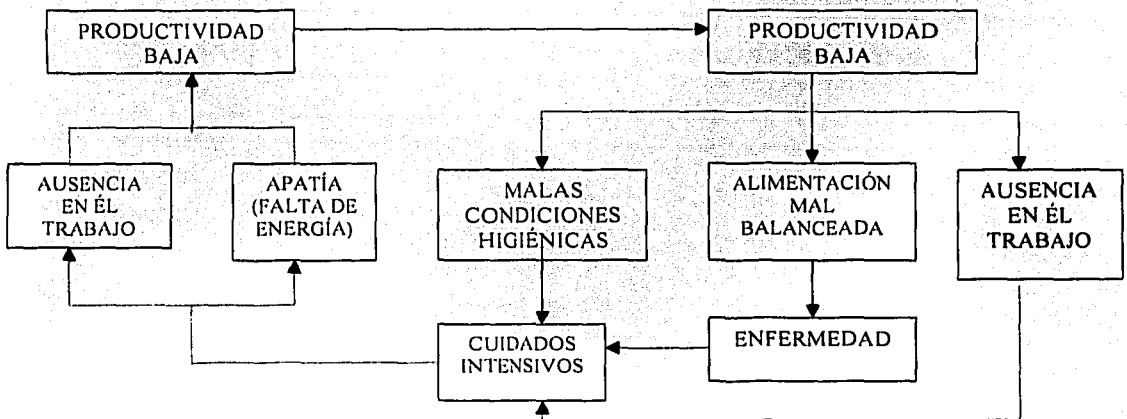 PRODUCTIVIDAD
BAJA
PRODUCTIVIDAD
BAJA
AUSENCIA
EN ÉL
TRABAJO
APATÍA
(FALTA DE
ENERGÍA)
MALAS
CONDICIONES
HIGIÉNICAS
ALIMENTACIÓN
MAL
BALANCEADA
AUSENCIA
EN ÉL
TRABAJO
CUIDADOS
INTENSIVOS
ENFERMEDAD